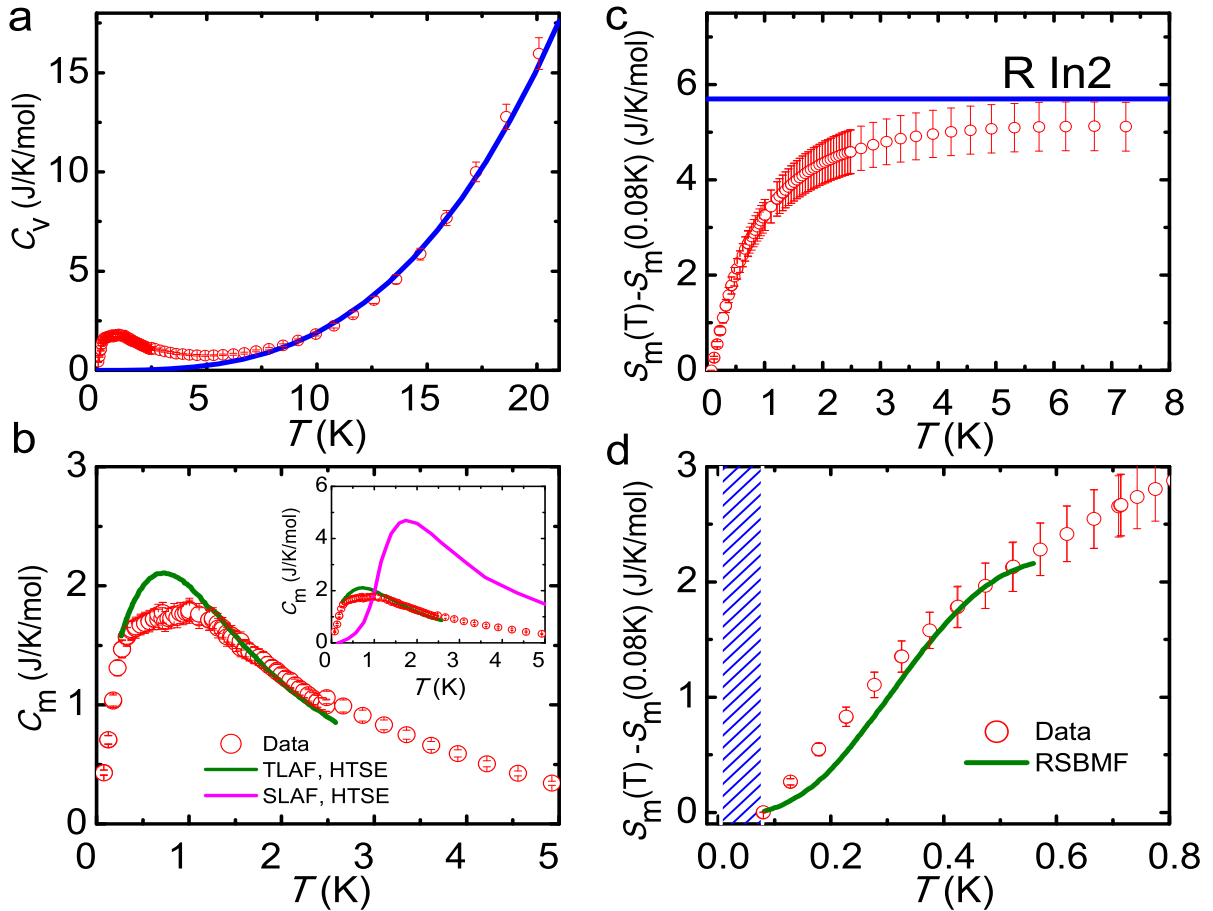 a
C_v (J/K/mol)
15
10
5
0
0
5
10
15
20
T (K)
c
S_m(T)-S_m(0.08K) (J/K/mol)
R ln2
6
4
2
0
0
1
2
3
4
5
6
7
8
T (K)
b
C_m (J/K/mol)
3
2
1
0
0
1
2
3
4
5
T (K)
C_m (J/K/mol)
6
4
2
0
0
1
2
3
4
5
T (K)
Data
TLAF, HTSE
SLAF, HTSE
d
S_m(T) -S_m(0.08K) (J/K/mol)
3
2
1
0
0.0
0.2
0.4
0.6
0.8
T (K)
Data
RSBMF